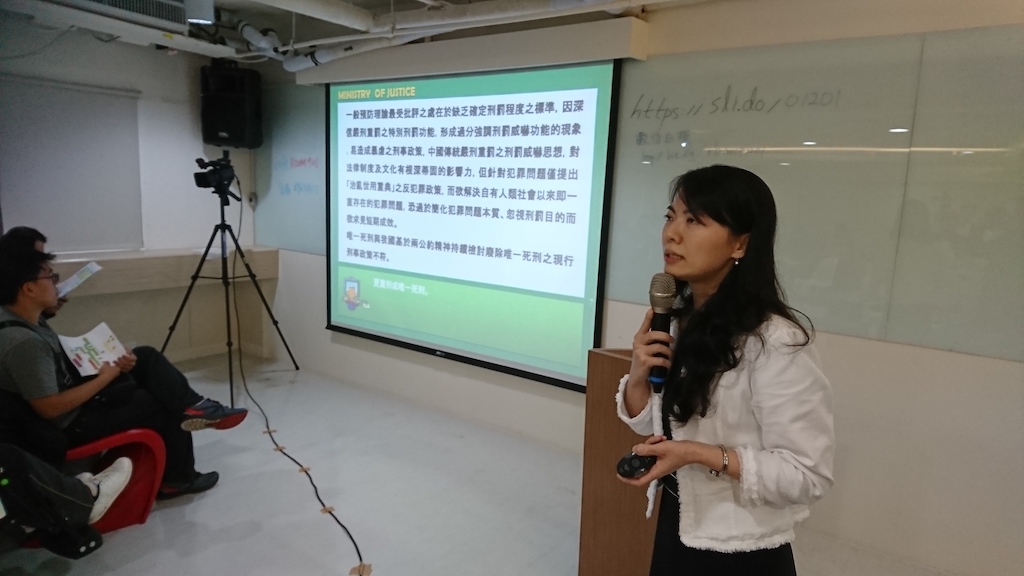 MINISTRY OF JUSTICE
一般預防理論最受批評之處在於缺乏確定刑罰程度之標準，因深
信嚴刑重罰之特別刑罰功能，形成過分強調刑罰威嚇功能的現象
，易造成暴虐之刑事政策，中國傳統嚴刑重罰之刑罰威嚇思想，對
法律制度及文化有極深蒂固的影響力，但針對犯罪問題僅提出
「治亂世用重典」之反犯罪政策，而欲解決自有人類社會以來即一
直存在的犯罪問題，恐過於簡化犯罪問題本質、忽視刑罰目的而
欲求見短期成效。
唯一死刑與我國基於兩公約精神持續檢討廢除唯一死刑之現行
刑事政策不符。
https://sli.do/01201